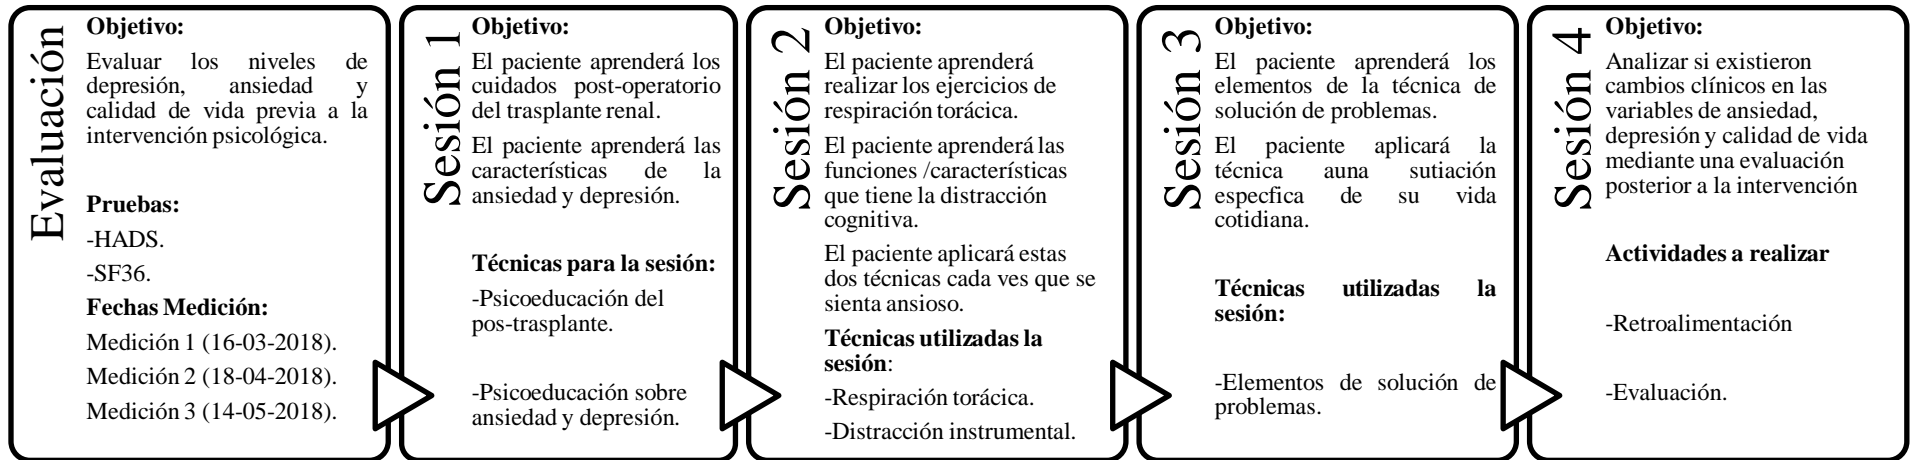 Evaluación
Objetivo:
Evaluar los niveles de
depresión, ansiedad y
calidad de vida previa a la
intervención psicológica.
Pruebas:
-HADS.
-SF36.
Fechas Medición:
Medición 1 (16-03-2018).
Medición 2 (18-04-2018).
Medición 3 (14-05-2018).
Sesión 1
Objetivo:
El paciente aprenderá los
cuidados post-operatorio
del trasplante renal.
El paciente aprenderá las
características de la
ansiedad y depresión.
Técnicas para la sesión:
-Psicoeducación del
pos-trasplante.
-Psicoeducación sobre
ansiedad y depresión.
Sesión 2
Objetivo:
El paciente aprenderá
realizar los ejercicios de
respiración torácica.
El paciente aprenderá las
funciones /características
que tiene la distracción
cognitiva.
El paciente aplicará estas
dos técnicas cada ves que se
sienta ansioso.
Técnicas utilizadas la
sesión:
-Respiración torácica.
-Distracción instrumental.
Sesión 3
Objetivo:
El paciente aprenderá los
elementos de la técnica de
solución de problemas.
El paciente aplicará la
técnica auna sutiación
especfica de su vida
cotidiana.
Técnicas utilizadas la
sesión:
-Elementos de solución de
problemas.
Sesión 4
Objetivo:
Analizar si existieron
cambios clínicos en las
variables de ansiedad,
depresión y calidad de vida
mediante una evaluación
posterior a la intervención
Actividades a realizar
-Retroalimentación
-Evaluación.